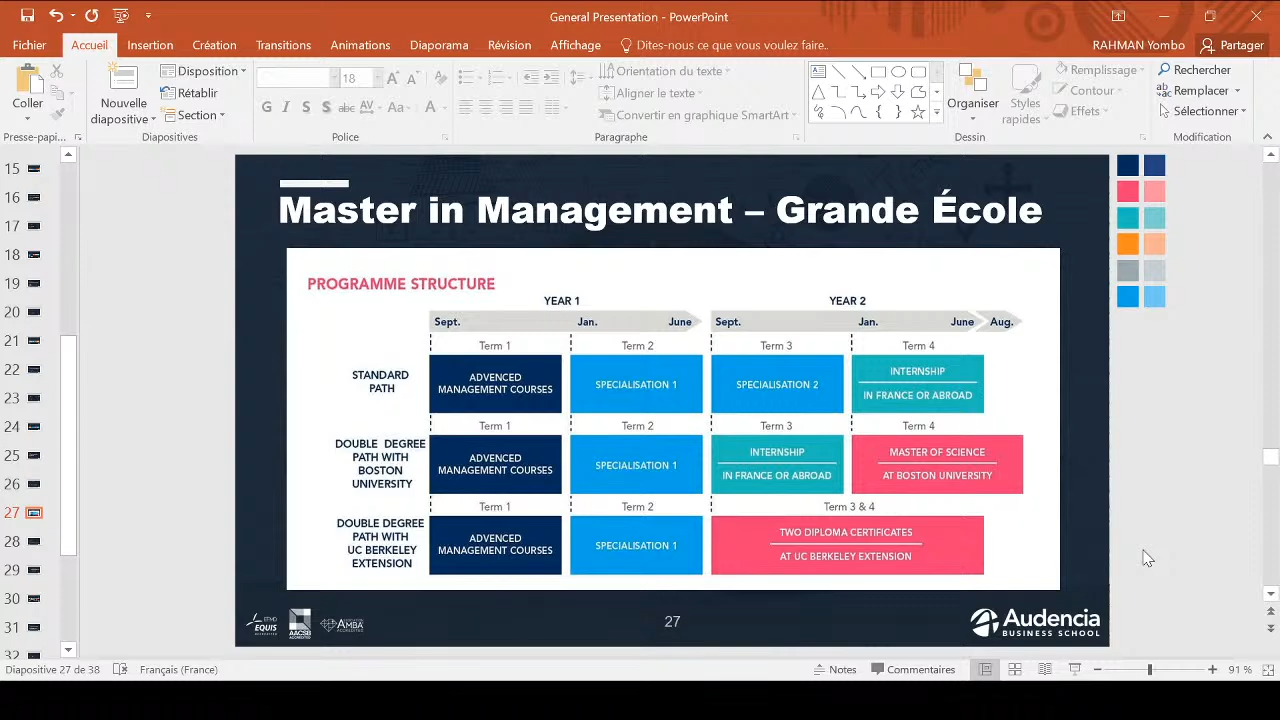 General Presentation - PowerPoint
Fichier Accueil Insertion Création Transitions Animations Diaporama Révision Affichage Dites-nous ce que vous voulez faire.. RAHMAN Yombo Partager
Coller
Presse-papi...
Nouvelle diapositive
Disposition
Rétablir
Section
Diapositives
18
G I S S abc AV Aa A
Police
Orientation du texte
Aligner le texte
Convertir en graphique SmartArt
Paragraphe
Organiser
Styles rapides
Remplissage
Contour
Effets
Dessin
Rechercher
Remplacer
Sélectionner
Modification
15
16
17
18
19
20
21
22
23
24
25
26
27
28
29
30
31
32
Master in Management – Grande École
PROGRAMME STRUCTURE
YEAR 1 YEAR 2
Sept. Jan. June Sept. Jan. June Aug.
Term 1 Term 2 Term 3 Term 4
STANDARD
PATH
ADVENCED
MANAGEMENT COURSES
SPECIALISATION 1
SPECIALISATION 2
INTERNSHIP
IN FRANCE OR ABROAD
Term 1 Term 2 Term 3 Term 4
DOUBLE DEGREE
PATH WITH
BOSTON
UNIVERSITY
ADVENCED
MANAGEMENT COURSES
SPECIALISATION 1
INTERNSHIP
IN FRANCE OR ABROAD
MASTER OF SCIENCE
AT BOSTON UNIVERSITY
Term 1 Term 2 Term 3 & 4
DOUBLE DEGREE
PATH WITH
UC BERKELEY
EXTENSION
ADVENCED
MANAGEMENT COURSES
SPECIALISATION 1
TWO DIPLOMA CERTIFICATES
AT UC BERKELEY EXTENSION
EFMD
EQUIS
AACSB
AMBA
27
Audencia
BUSINESS SCHOOL
Diapositive 27 de 38 Français (France) Notes Commentaires 91 %